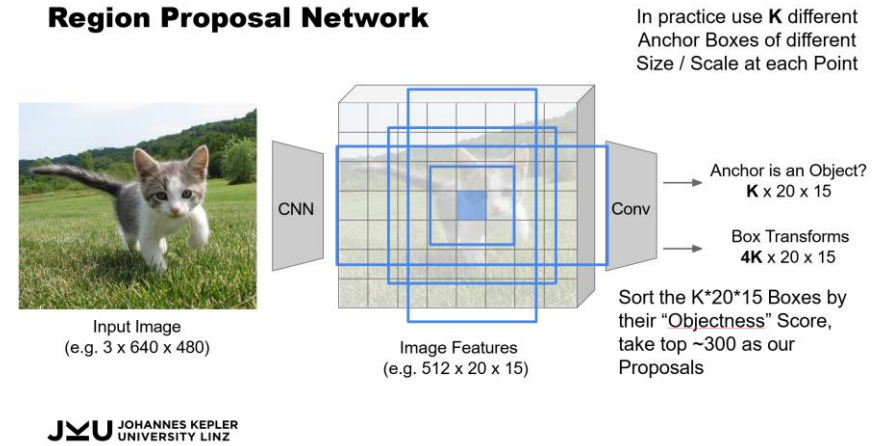 Region Proposal Network
In practice use K different
Anchor Boxes of different
Size / Scale at each Point
CNN
Conv
Anchor is an Object?
K x 20 x 15
Box Transforms
4K x 20 x 15
Input Image
(e.g. 3 x 640 x 480)
Image Features
(e.g. 512 x 20 x 15)
Sort the K*20*15 Boxes by
their “Objectness” Score,
take top ~300 as our
Proposals
JKU JOHANNES KEPLER
UNIVERSITY LINZ